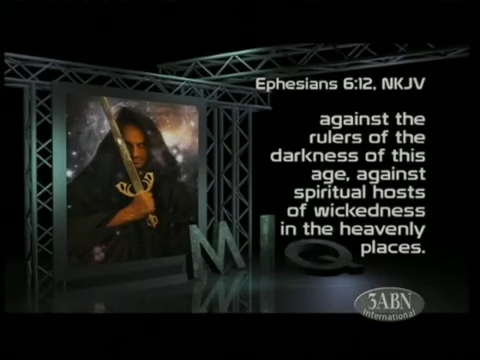 Ephesians 6:12, NKJV
against the
rulers of the
darkness of this
age, against
spiritual hosts
of wickedness
in the heavenly
places.
M I Q
3ABN
international